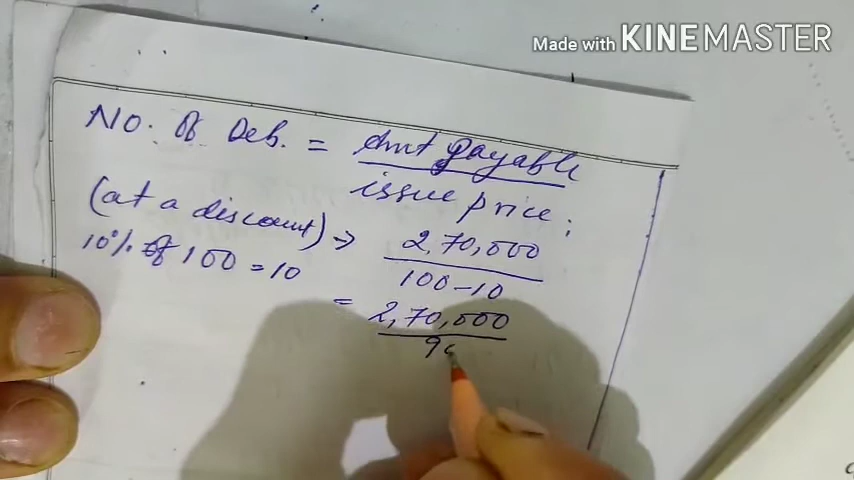 Made with KINEMASTER
No. of Deb. = Amt payable
issue price;
(at a discount) => 2,70,000
10% of 100 = 10
100-10
= 2,70,000
90